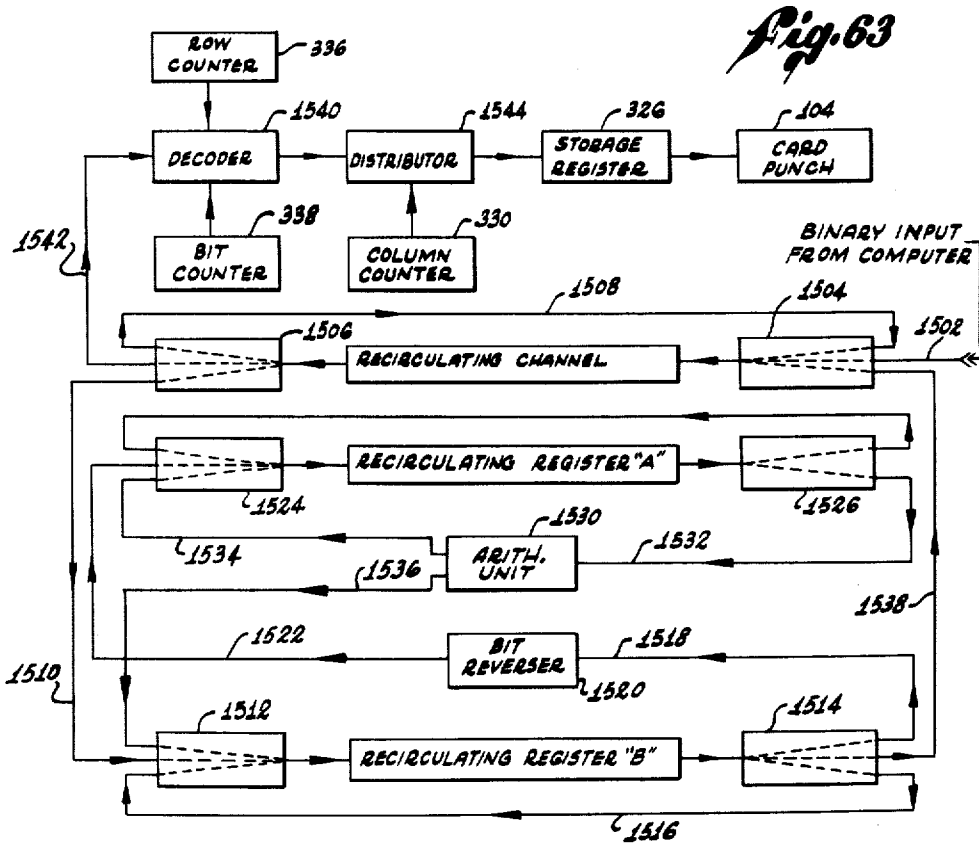 Fig. 63
ROW
COUNTER
336
1540
1544
326
104
DECODER
DISTRIBUTOR
STORAGE
REGISTER
CARD
PUNCH
338
330
BIT
COUNTER
COLUMN
COUNTER
BINARY INPUT
FROM COMPUTER
1542
1508
1504
1506
1502
RECIRCULATING CHANNEL
RECIRCULATING REGISTER "A"
1524
1526
1530
1534
1532
ARITH.
UNIT
1536
1538
1522
BIT
REVERSER
1518
1520
1510
1512
1514
RECIRCULATING REGISTER "B"
1516